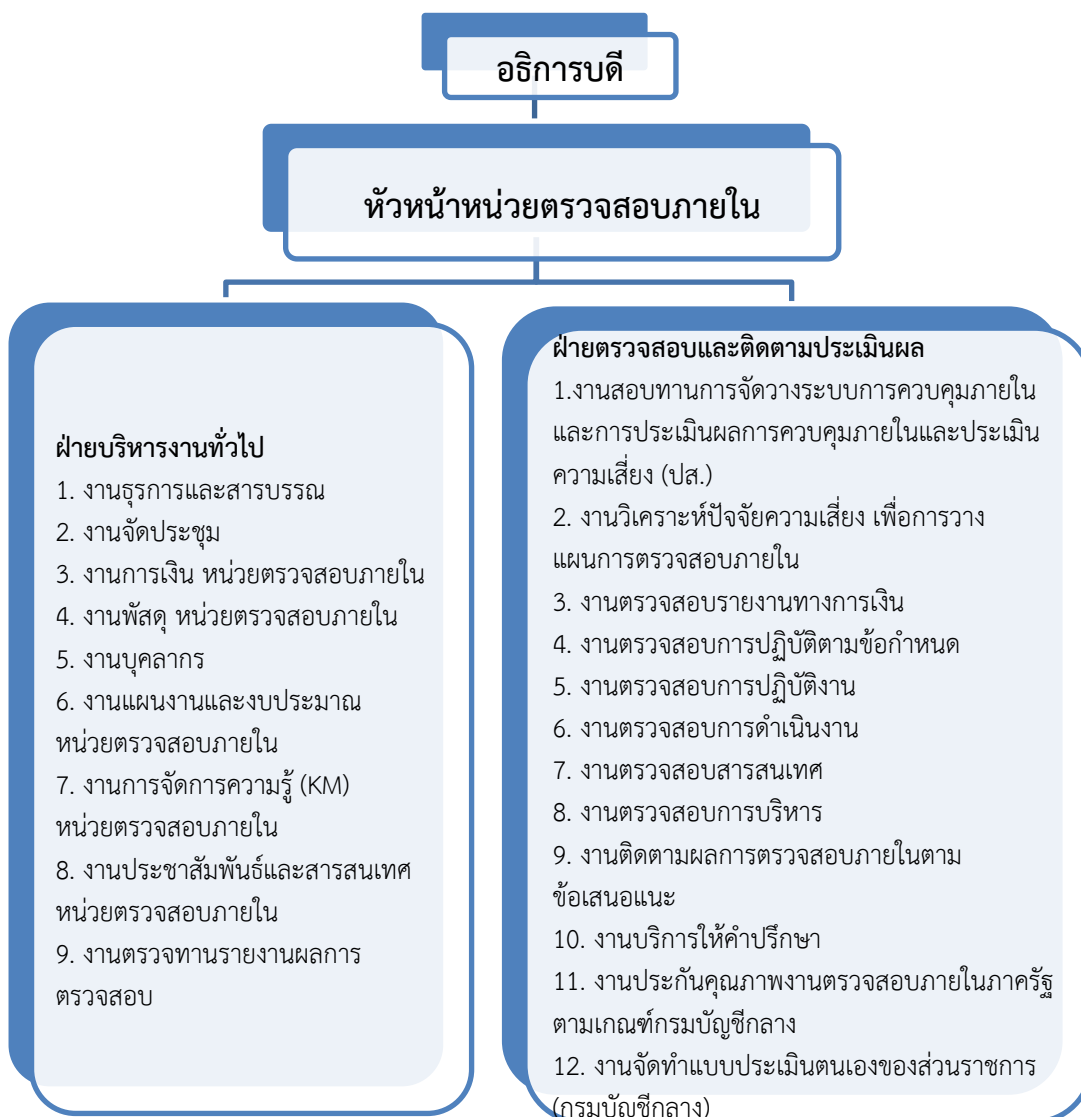 อธิการบดี
หัวหน้าหน่วยตรวจสอบภายใน
ฝ่ายบริหารงานทั่วไป
1. งานธุรการและสารบรรณ
2. งานจัดประชุม
3. งานการเงิน หน่วยตรวจสอบภายใน
4. งานพัสดุ หน่วยตรวจสอบภายใน
5. งานบุคลากร
6. งานแผนงานและงบประมาณ
หน่วยตรวจสอบภายใน
7. งานการจัดการความรู้ (KM)
หน่วยตรวจสอบภายใน
8. งานประชาสัมพันธ์และสารสนเทศ
หน่วยตรวจสอบภายใน
9. งานตรวจทานรายงานผลการ
ตรวจสอบ
ฝ่ายตรวจสอบและติดตามประเมินผล
1.งานสอบทานการจัดวางระบบการควบคุมภายใน
และการประเมินผลการควบคุมภายในและประเมิน
ความเสี่ยง (ปส.)
2. งานวิเคราะห์ปัจจัยความเสี่ยง เพื่อการวาง
แผนการตรวจสอบภายใน
3. งานตรวจสอบรายงานทางการเงิน
4. งานตรวจสอบการปฏิบัติตามข้อกำหนด
5. งานตรวจสอบการปฏิบัติงาน
6. งานตรวจสอบการดำเนินงาน
7. งานตรวจสอบสารสนเทศ
8. งานตรวจสอบการบริหาร
9. งานติดตามผลการตรวจสอบภายในตาม
ข้อเสนอแนะ
10. งานบริการให้คำปรึกษา
11. งานประกันคุณภาพงานตรวจสอบภายในภาครัฐ
ตามเกณฑ์กรมบัญชีกลาง
12. งานจัดทำแบบประเมินตนเองของส่วนราชการ
(กรมบัญชีกลาง)